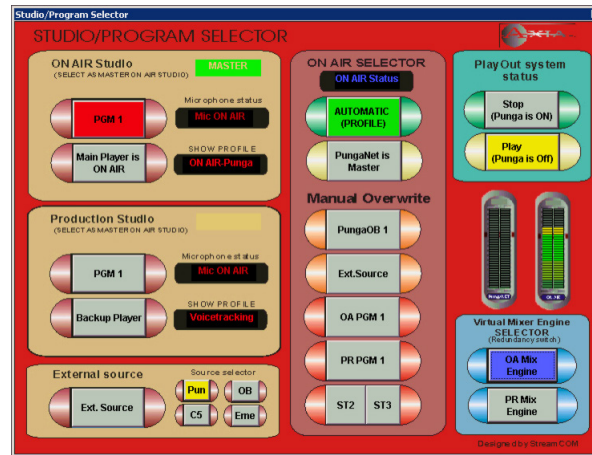 Studio/Program Selector
STUDIO/PROGRAM SELECTOR
AXIA
ON AIR Studio
(SELECT AS MASTER ON AIR STUDIO)
MASTER
PGM 1
Microphone status
Mic ON AIR
Main Player is
ON AIR
SHOW PROFILE
ON AIR-Punga
Production Studio
(SELECT AS MASTER ON AIR STUDIO)
PGM 1
Microphone status
Mic ON AIR
Backup Player
SHOW PROFILE
Voicetracking
External source
Source selector
Ext. Source
Pun
OB
C5
Eme
ON AIR SELECTOR
ON AIR Status
AUTOMATIC
(PROFILE)
PungaNet is
Master
Manual Overwrite
PungaOB 1
Ext.Source
OA PGM 1
PR PGM 1
ST2
ST3
PlayOut system
status
Stop
(Punga is ON)
Play
(Punga is Off)
PungaNET
ON AIR
Virtual Mixer Engine
SELECTOR
(Redundancy switch)
OA Mix
Engine
PR Mix
Engine
Designed by StreamCOM